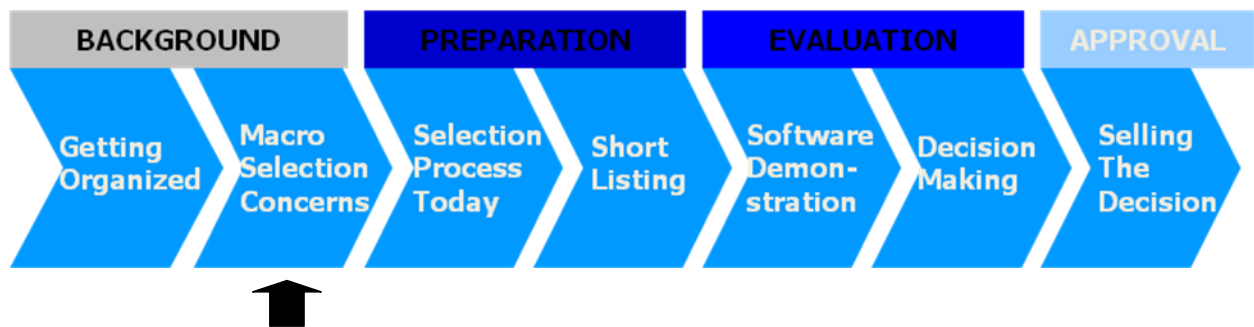 BACKGROUND
PREPARATION
EVALUATION
APPROVAL
Getting
Organized
Macro
Selection
Concerns
Selection
Process
Today
Short
Listing
Software
Demon-
stration
Decision
Making
Selling
The
Decision